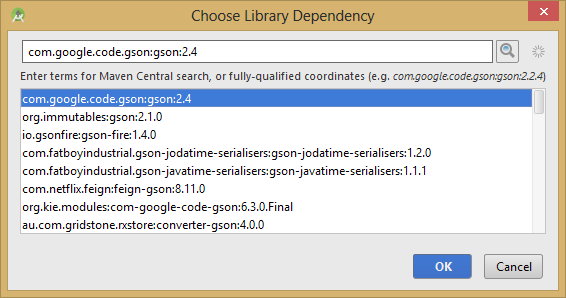 Choose Library Dependency
com.google.code.gson:gson:2.4
Enter terms for Maven Central search, or fully-qualified coordinates (e.g. com.google.code.gson:gson:2.2.4)
com.google.code.gson:gson:2.4
org.immutables:gson:2.1.0
io.gsonfire:gson-fire:1.4.0
com.fatboyindustrial.gson-jodatime-serialisers:gson-jodatime-serialisers:1.2.0
com.fatboyindustrial.gson-javatime-serialisers:gson-javatime-serialisers:1.1.1
com.netflix.feign:feign-gson:8.11.0
org.kie.modules:com-google-code-gson:6.3.0.Final
au.com.gridstone.rxstore:converter-gson:4.0.0
OK Cancel